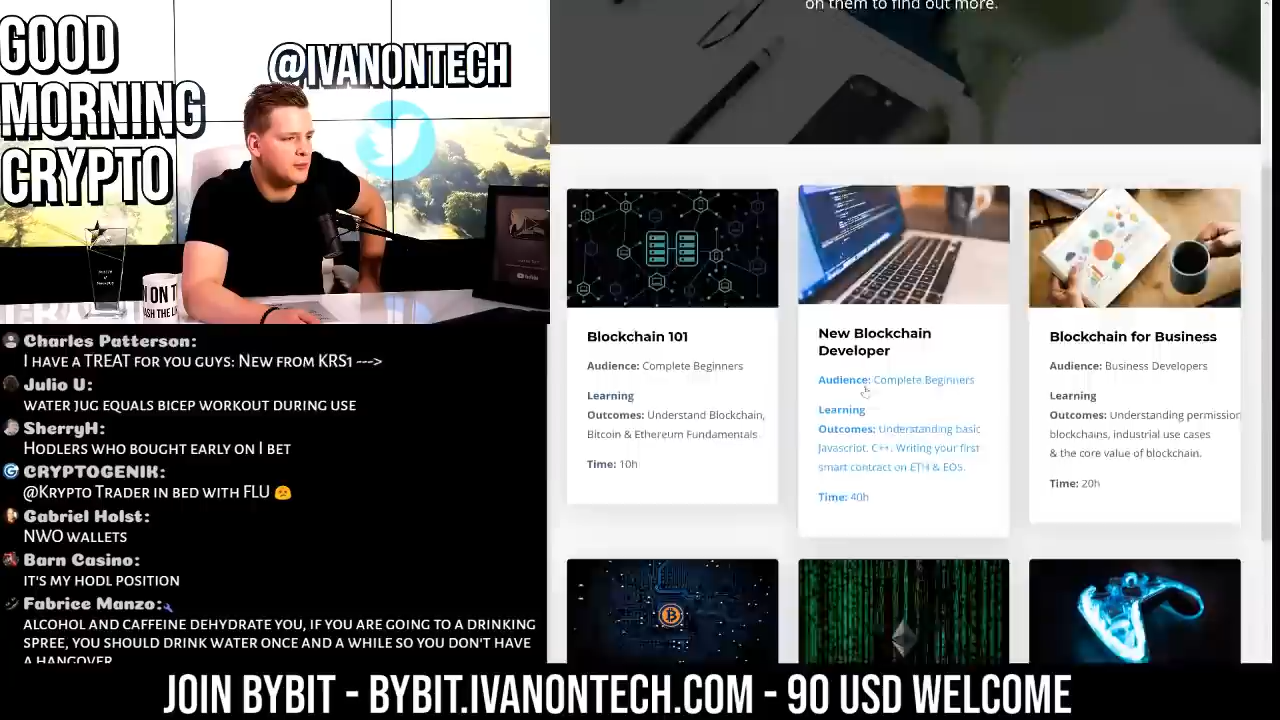 GOOD
MORNING
CRYPTO
@IVANONTECH
Charles Patterson:
I HAVE A TREAT FOR YOU GUYS: NEW FROM KRS1 --->
Julio U:
WATER JUG EQUALS BICEP WORKOUT DURING USE
SherryH:
HODLERS WHO BOUGHT EARLY ON I BET
CRYPTOGENIK:
@KRYPTO TRADER IN BED WITH FLU
Gabriel Holst:
NWO WALLETS
Barn Casino:
IT'S MY HODL POSITION
Fabrice Manzo:
ALCOHOL AND CAFFEINE DEHYDRATE YOU, IF YOU ARE GOING TO A DRINKING
SPREE, YOU SHOULD DRINK WATER ONCE AND A WHILE SO YOU DON'T HAVE
A HANGOVER
on them to find out more.
Blockchain 101
Audience: Complete Beginners
Learning
Outcomes: Understand Blockchain,
Bitcoin & Ethereum Fundamentals
Time: 10h
New Blockchain
Developer
Audience: Complete Beginners
Learning
Outcomes: Understanding basic
Javascript, C++. Writing your first
smart contract on ETH & EOS.
Time: 40h
Blockchain for Business
Audience: Business Developers
Learning
Outcomes: Understanding permission
blockchains, industrial use cases
& the core value of blockchain.
Time: 20h
JOIN BYBIT - BYBIT.IVANONTECH.COM - 90 USD WELCOME